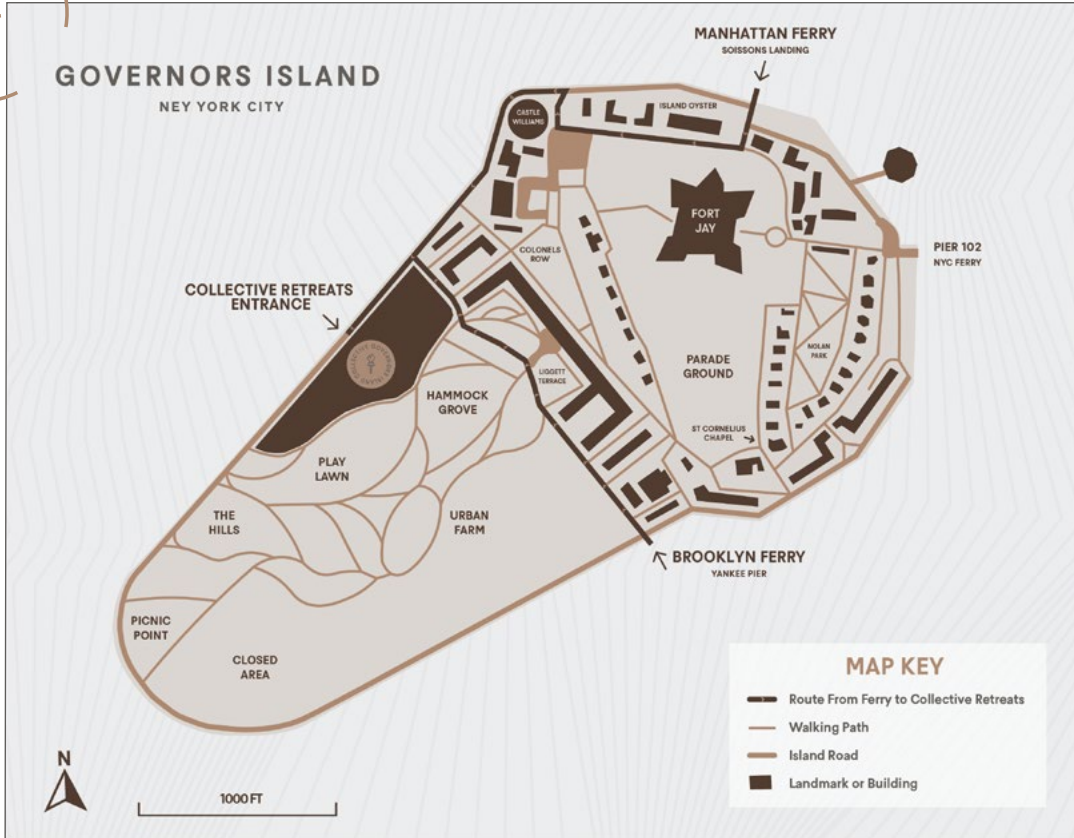 GOVERNORS ISLAND
NEY YORK CITY
MANHATTAN FERRY
SOISSONS LANDING
CASTLE
WILLIAMS
ISLAND OYSTER
FORT
JAY
PIER 102
NYC FERRY
COLONELS
ROW
COLLECTIVE RETREATS
ENTRANCE
COLLECTIVE GOVERNORS ISLAND
NOLAN
PARK
PARADE
GROUND
LIGGETT
TERRACE
HAMMOCK
GROVE
ST CORNELIUS
CHAPEL
PLAY
LAWN
THE
HILLS
URBAN
FARM
BROOKLYN FERRY
YANKEE PIER
PICNIC
POINT
CLOSED
AREA
MAP KEY
Route From Ferry to Collective Retreats
Walking Path
Island Road
Landmark or Building
N
1000 FT